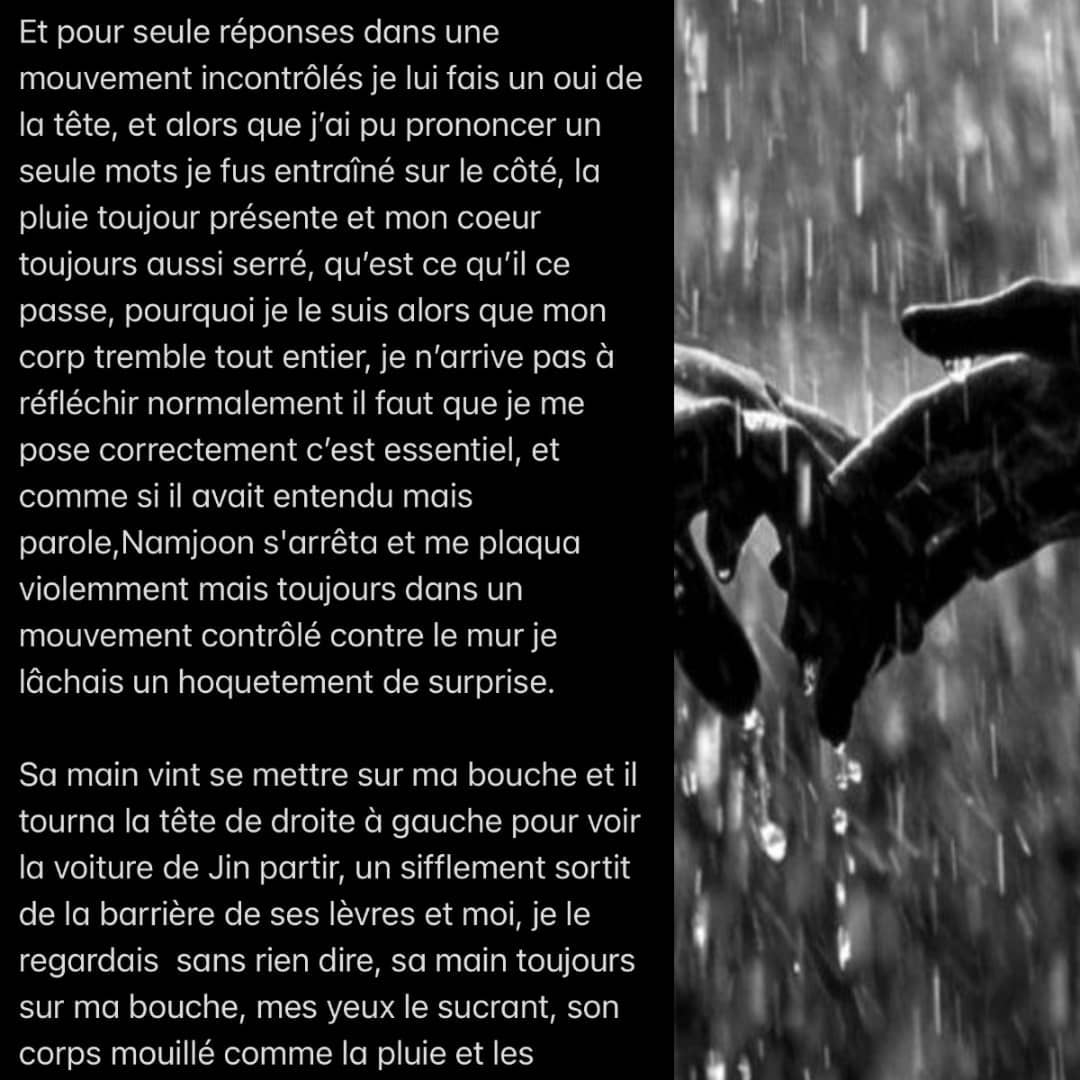 Et pour seule réponses dans une
mouvement incontrôlés je lui fais un oui de
la tête, et alors que j’ai pu prononcer un
seule mots je fus entraîné sur le côté, la
pluie toujour présente et mon coeur
toujours aussi serré, qu’est ce qu’il ce
passe, pourquoi je le suis alors que mon
corp tremble tout entier, je n’arrive pas à
réfléchir normalement il faut que je me
pose correctement c’est essentiel, et
comme si il avait entendu mais
parole,Namjoon s'arrêta et me plaqua
violemment mais toujours dans un
mouvement contrôlé contre le mur je
lâchais un hoquetement de surprise.

Sa main vint se mettre sur ma bouche et il
tourna la tête de droite à gauche pour voir
la voiture de Jin partir, un sifflement sortit
de la barrière de ses lèvres et moi, je le
regardais  sans rien dire, sa main toujours
sur ma bouche, mes yeux le sucrant, son
corps mouillé comme la pluie et les